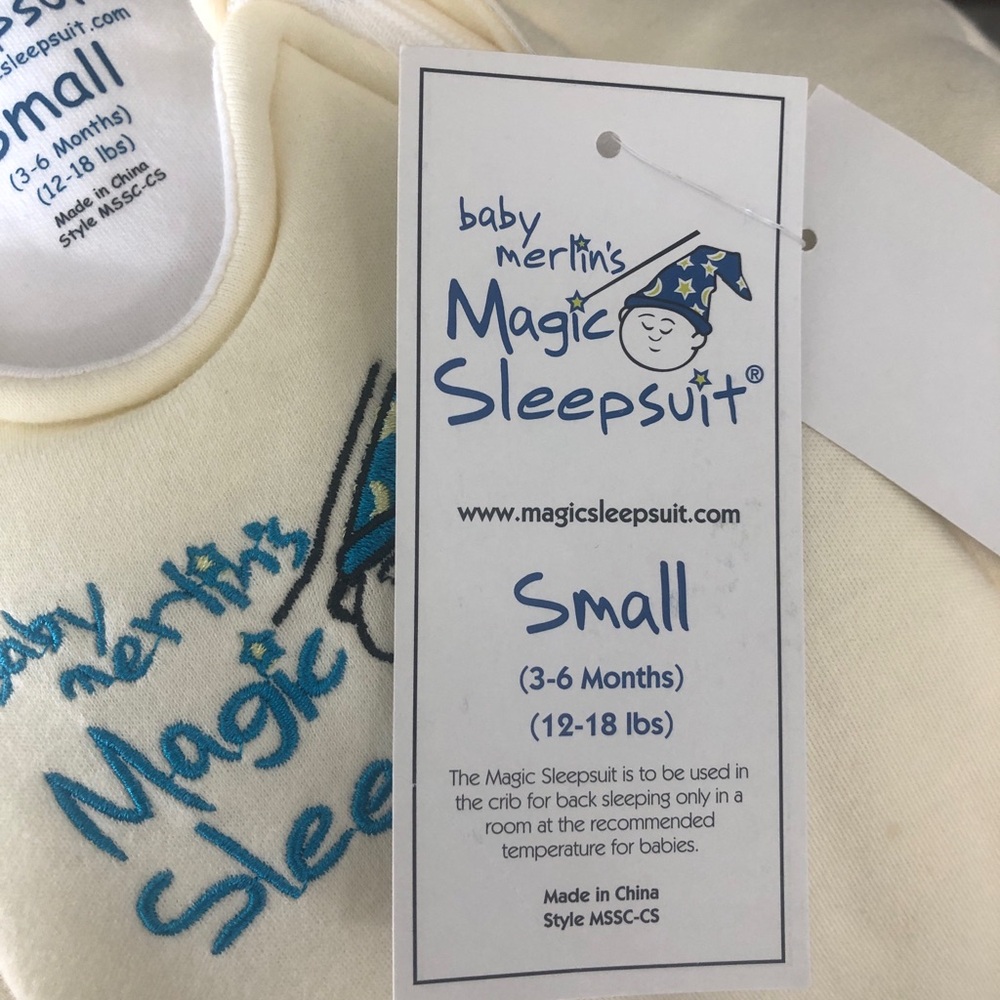 sleepsuit.com
Small
(3-6 Months)
(12-18 lbs)
Made in China
Style MSSC-CS
baby
merlin's
Magic
Sleepsuit®
www.magicsleepsuit.com
Small
(3-6 Months)
(12-18 lbs)
The Magic Sleepsuit is to be used in
the crib for back sleeping only in a
room at the recommended
temperature for babies.
Made in China
Style MSSC-CS
baby
merlin's
Magic
Slee